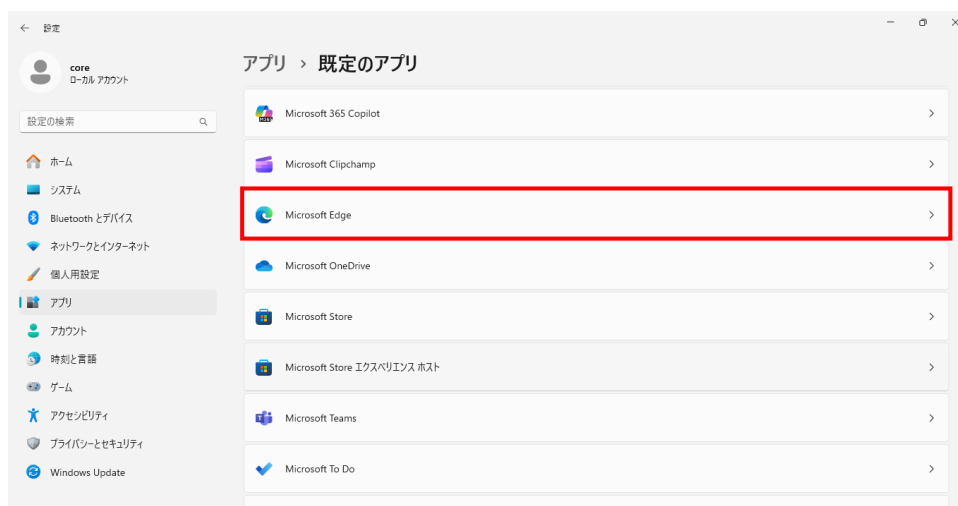 設定
core
ローカル アカウント
設定の検索
ホーム
システム
Bluetooth とデバイス
ネットワークとインターネット
個人用設定
アプリ
アカウント
時刻と言語
ゲーム
アクセシビリティ
プライバシーとセキュリティ
Windows Update
アプリ › 既定のアプリ
Microsoft 365 Copilot
Microsoft Clipchamp
Microsoft Edge
Microsoft OneDrive
Microsoft Store
Microsoft Store エクスペリエンス ホスト
Microsoft Teams
Microsoft To Do